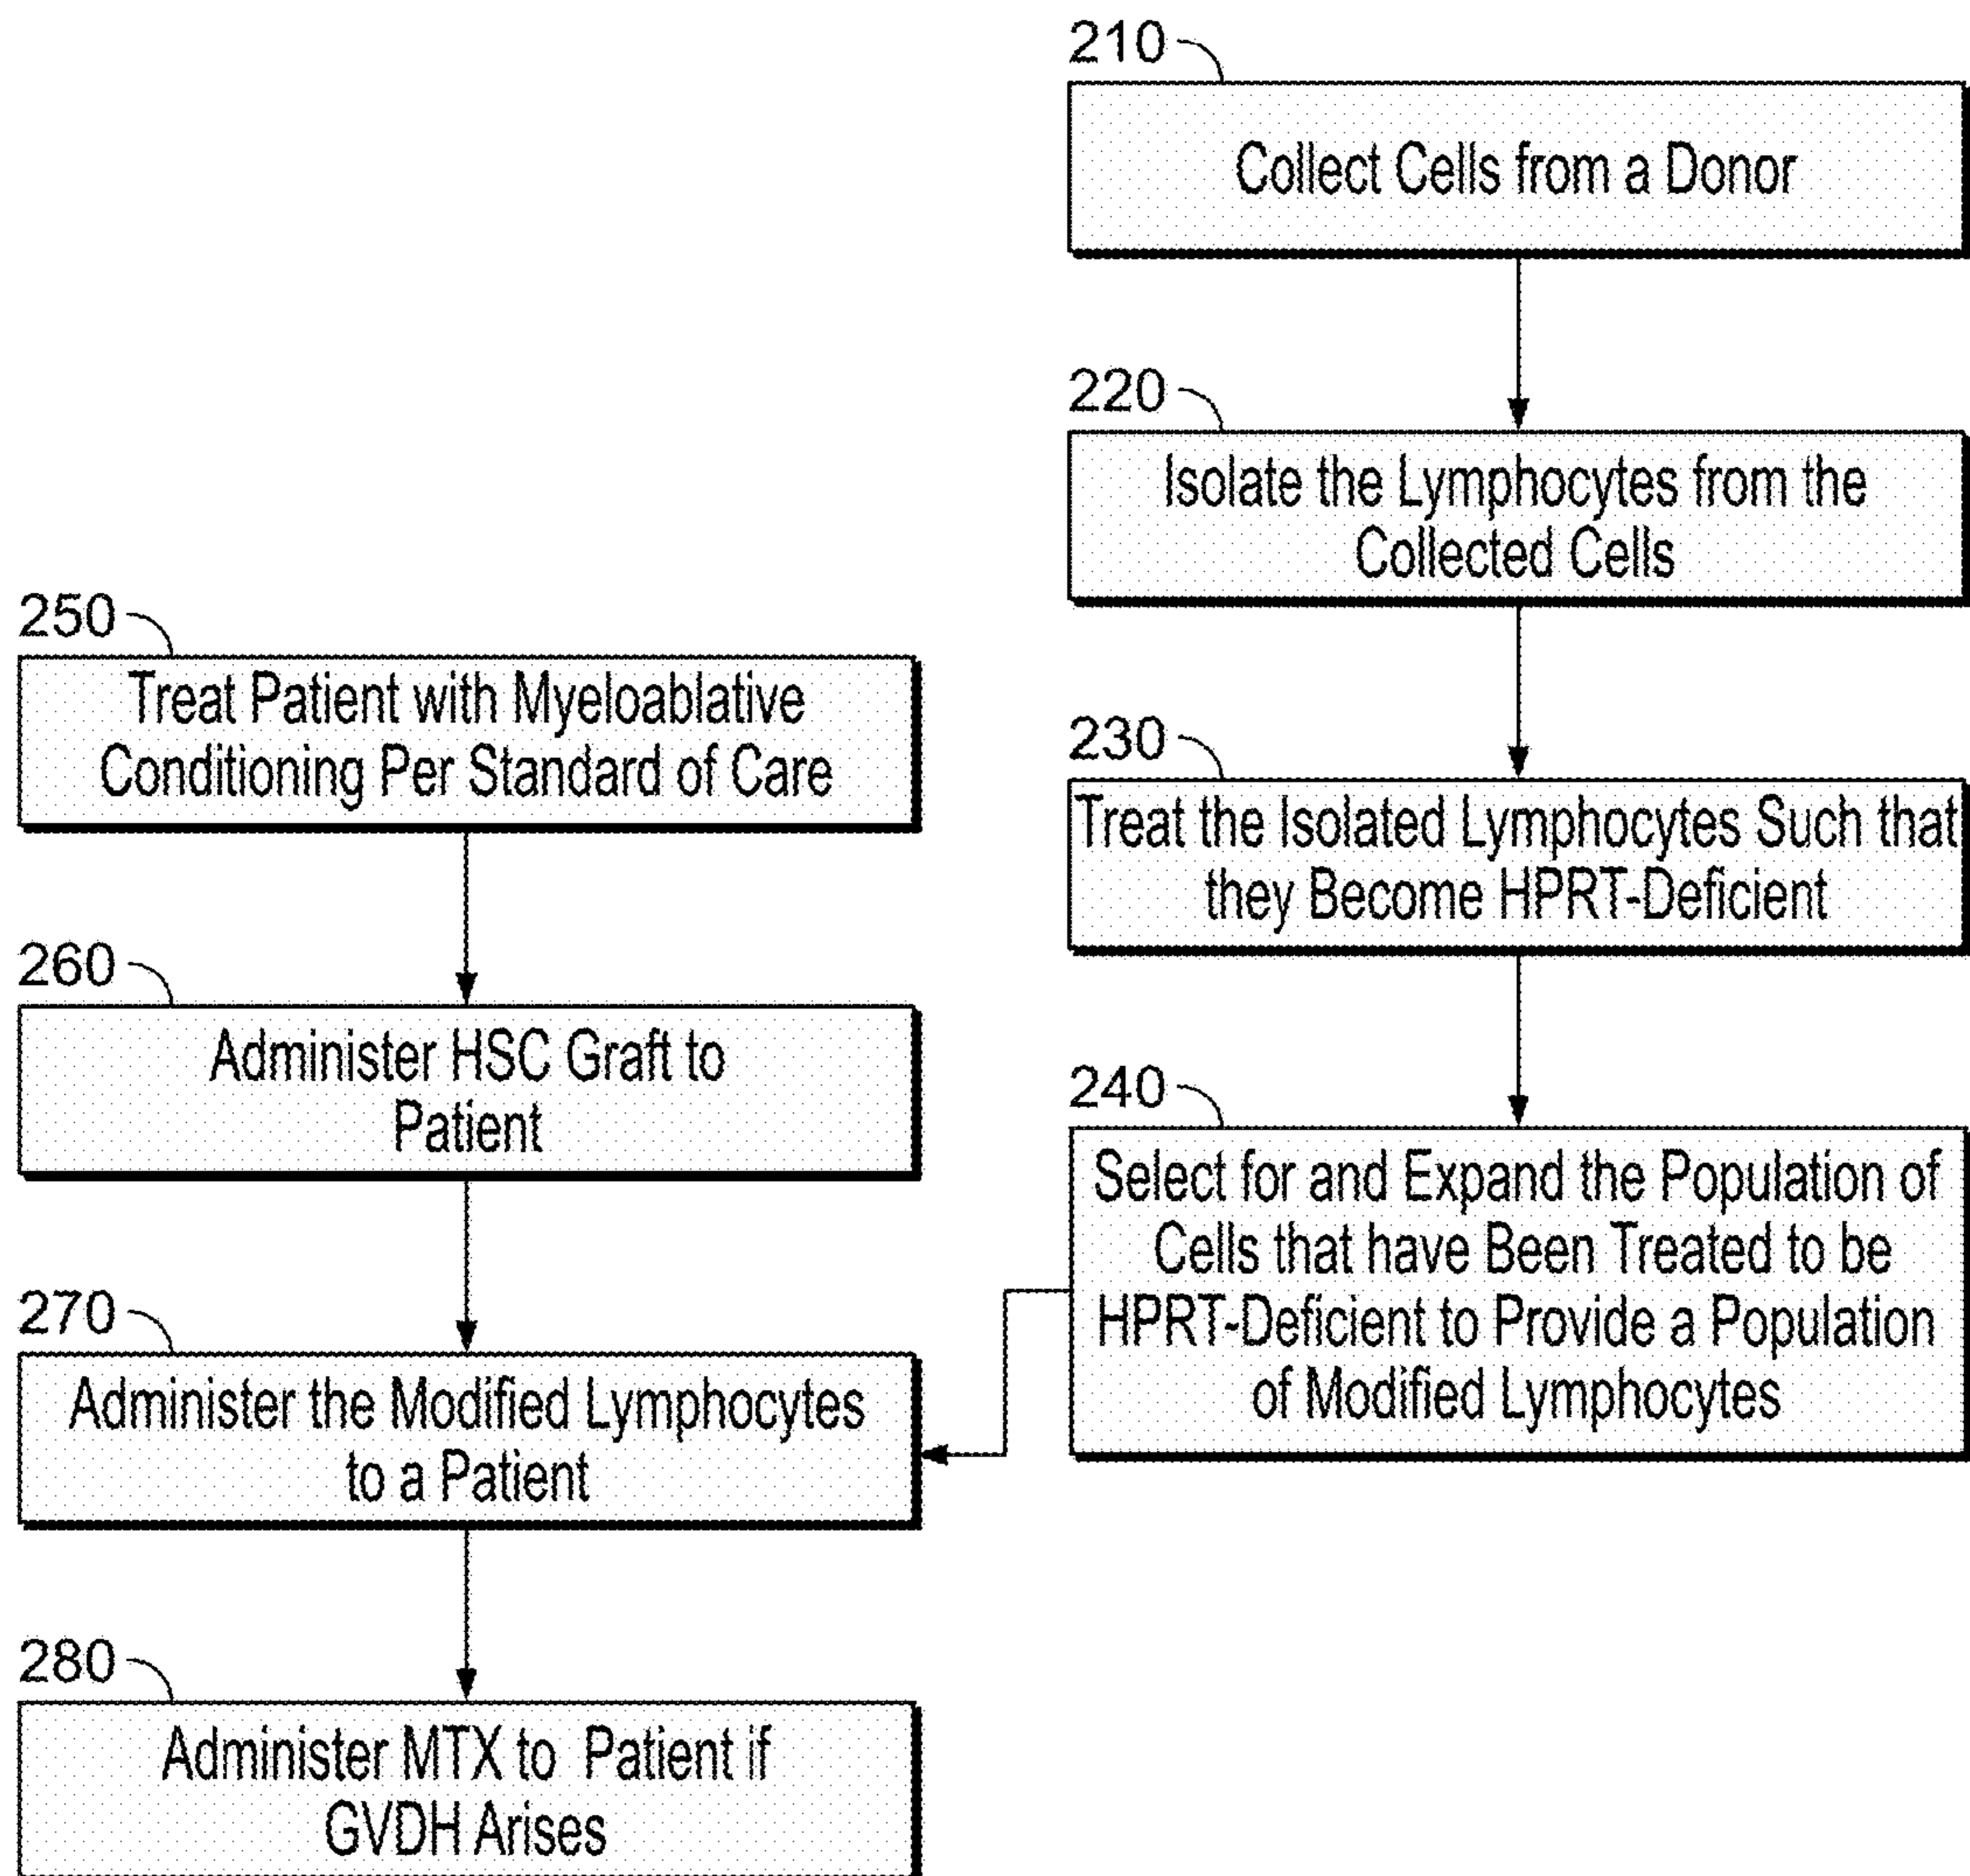 210
Collect Cells from a Donor
220
Isolate the Lymphocytes from the
Collected Cells
230
Treat the Isolated Lymphocytes Such that
they Become HPRT-Deficient
240
Select for and Expand the Population of
Cells that have Been Treated to be
HPRT-Deficient to Provide a Population
of Modified Lymphocytes
250
Treat Patient with Myeloablative
Conditioning Per Standard of Care
260
Administer HSC Graft to
Patient
270
Administer the Modified Lymphocytes
to a Patient
280
Administer MTX to Patient if
GVDH Arises